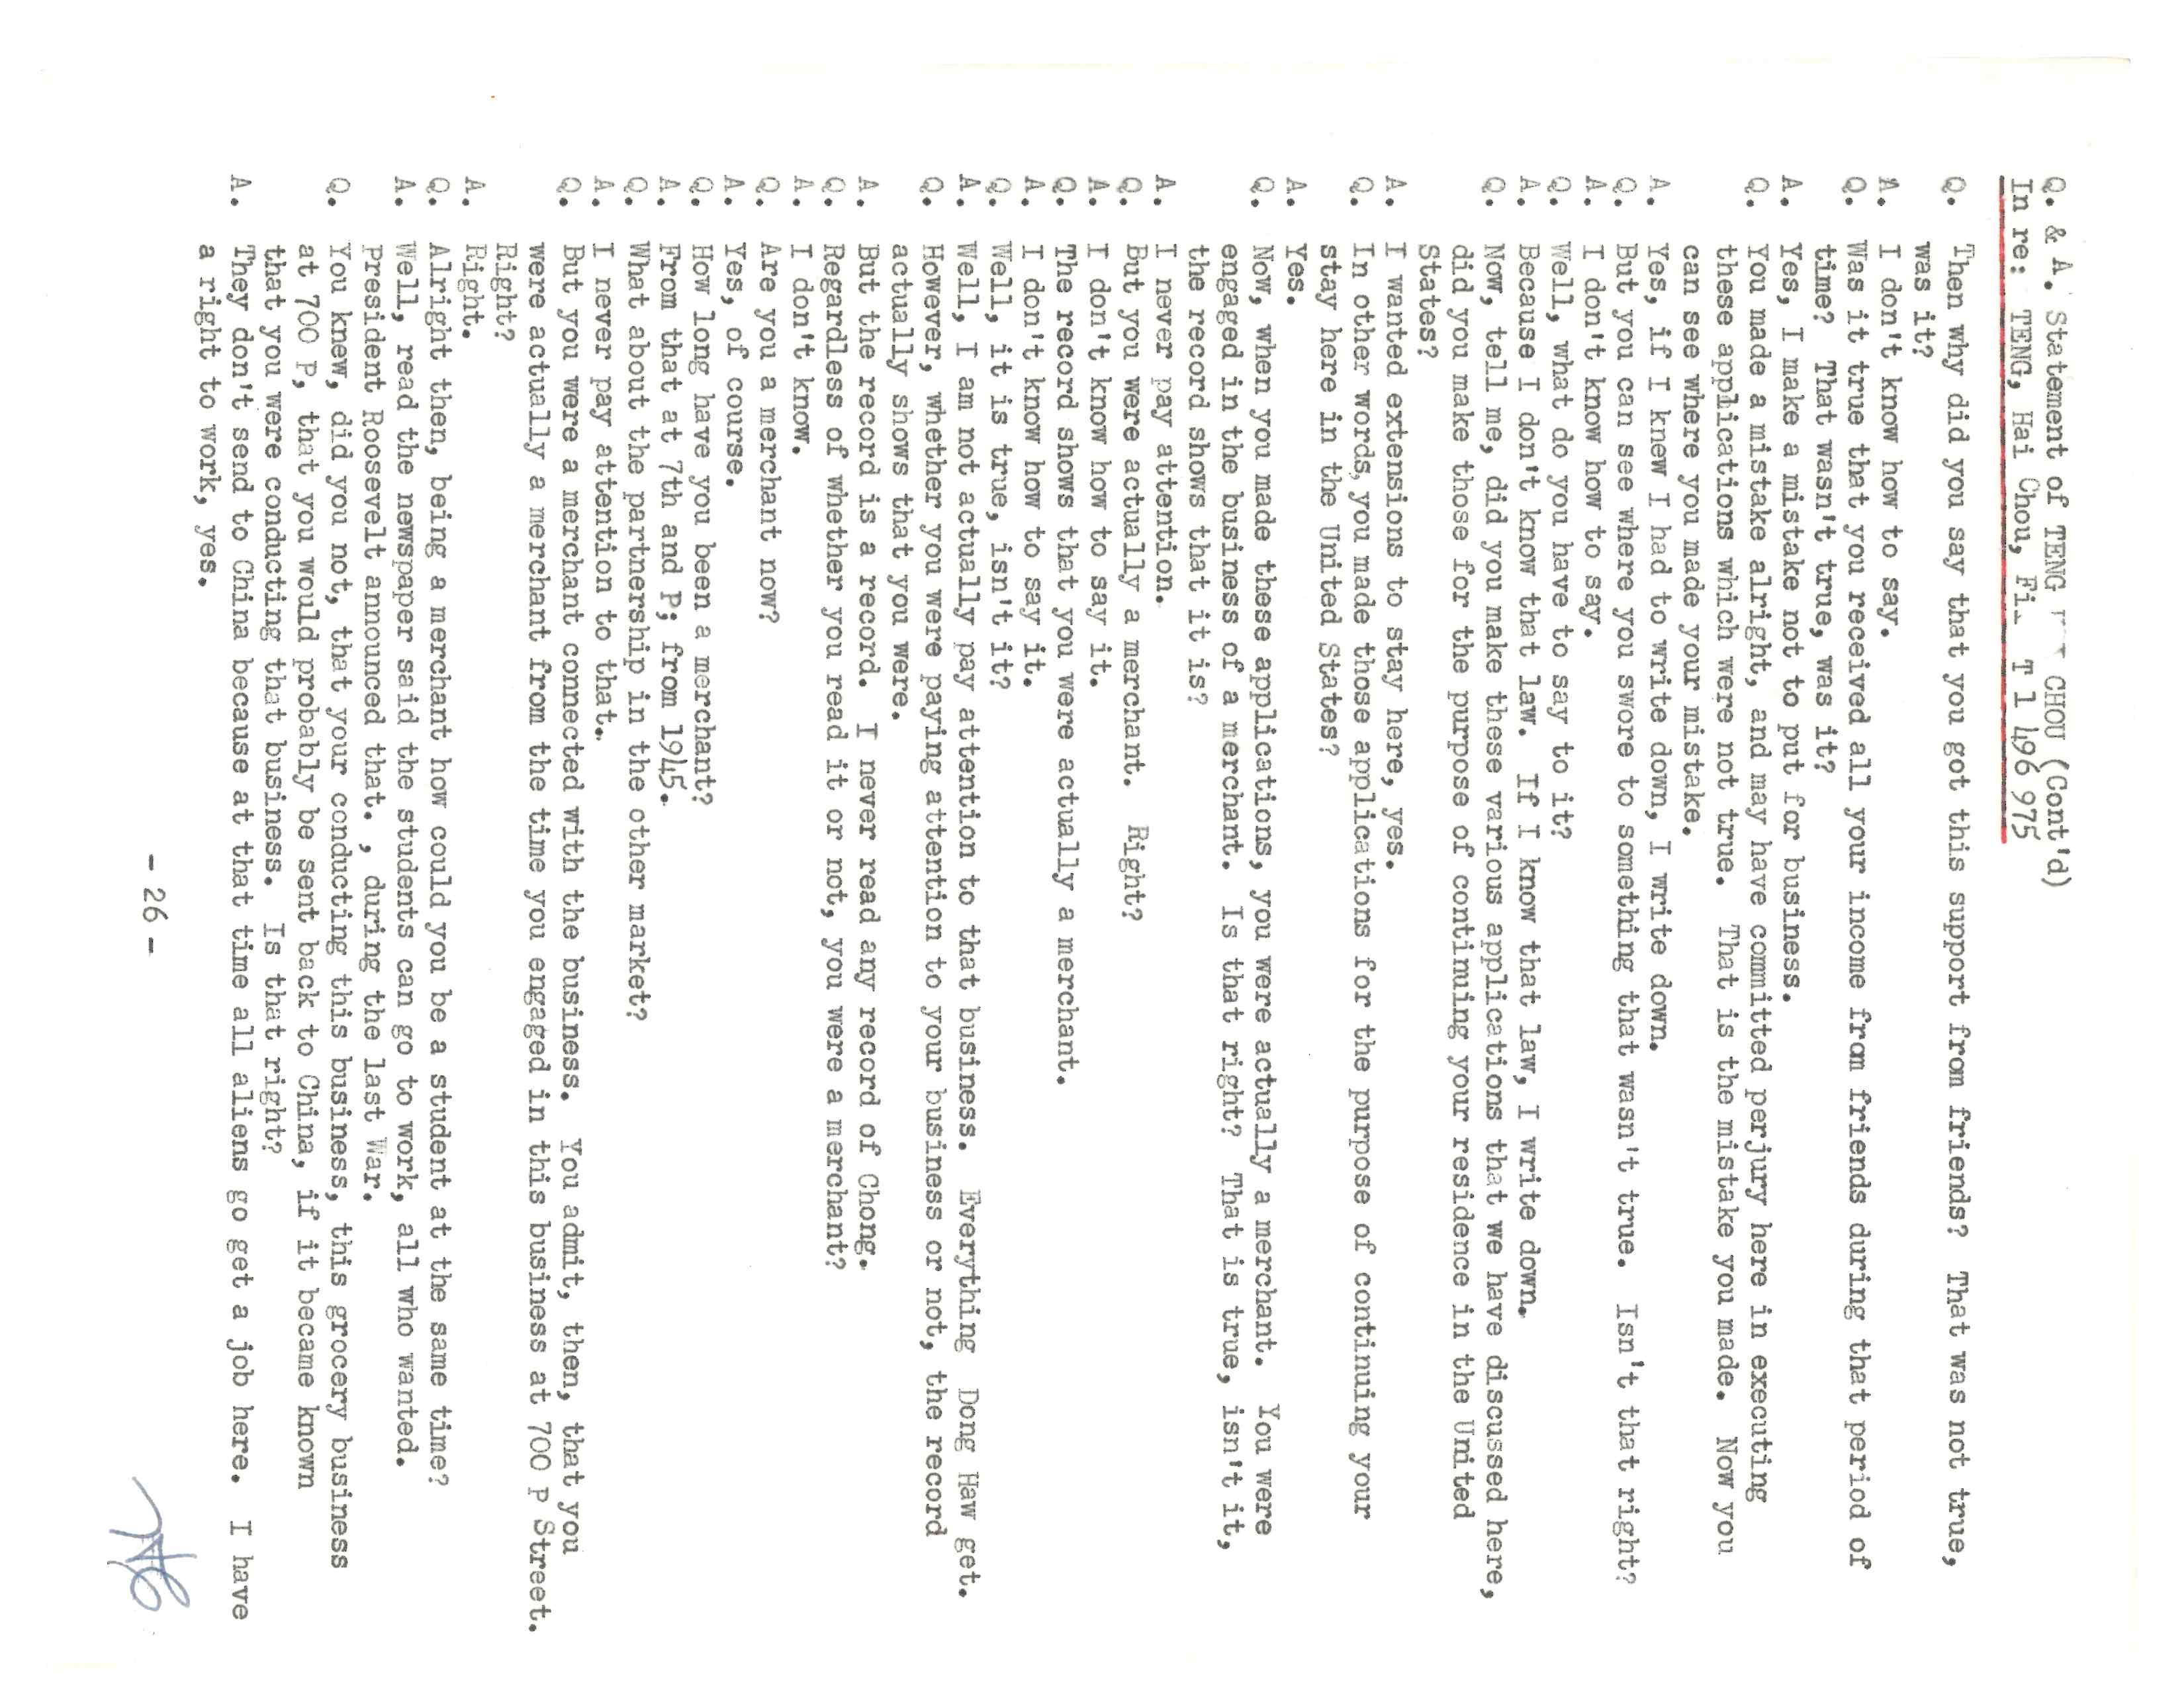 Q. & A. Statement of TENG CHOU (Cont'd)
In re: TENG, Hai Chou, T 1 496 975
Q. Then why did you say that you got this support from friends? That was not true,
was it?
A. I don't know how to say.
Q. Was it true that you received all your income from friends during that period of
time? That wasn't true, was it?
A. Yes, I make a mistake not to put for business.
Q. You made a mistake alright, and may have committed perjury here in executing
these applications which were not true. That is the mistake you made. Now you
can see where you made your mistake.
A. Yes, if I knew I had to write down, I write down.
Q. But you can see where you swore to something that wasn't true. Isn't that right?
A. I don't know how to say.
Q. Well, what do you have to say to it?
A. Because I don't know that law. If I know that law, I write down.
Q. Now, tell me, did you make these various applications that we have discussed here,
did you make those for the purpose of continuing your residence in the United
States?
A. I wanted extensions to stay here, yes.
Q. In other words, you made those applications for the purpose of continuing your
stay here in the United States?
A. Yes.
Q. Now, when you made these applications, you were actually a merchant. You were
engaged in the business of a merchant. Is that right? That is true, isn't it,
the record shows that it is?
A. I never pay attention.
Q. But you were actually a merchant. Right?
A. I don't know how to say it.
Q. The record shows that you were actually a merchant.
A. I don't know how to say it.
Q. Well, it is true, isn't it?
A. Well, I am not actually pay attention to that business. Everything Dong Haw get.
Q. However, whether you were paying attention to your business or not, the record
actually shows that you were.
A. But the record is a record. I never read any record of Chong.
Q. Regardless of whether you read it or not, you were a merchant?
A. I don't know.
Q. Are you a merchant now?
A. Yes, of course.
Q. How long have you been a merchant?
A. From that at 7th and P; from 1945.
Q. What about the partnership in the other market?
A. I never pay attention to that.
Q. But you were a merchant connected with the business. You admit, then, that you
were actually a merchant from the time you engaged in this business at 700 P Street.
Right?
A. Right.
Q. Alright then, being a merchant how could you be a student at the same time?
A. Well, read the newspaper said the students can go to work, all who wanted.
President Roosevelt announced that. , during the last War.
Q. You knew, did you not, that your conducting this business, this grocery business
at 700 P, that you would probably be sent back to China, if it became known
that you were conducting that business. Is that right?
A. They don't send to China because at that time all aliens go get a job here. I have
a right to work, yes.
- 26 -